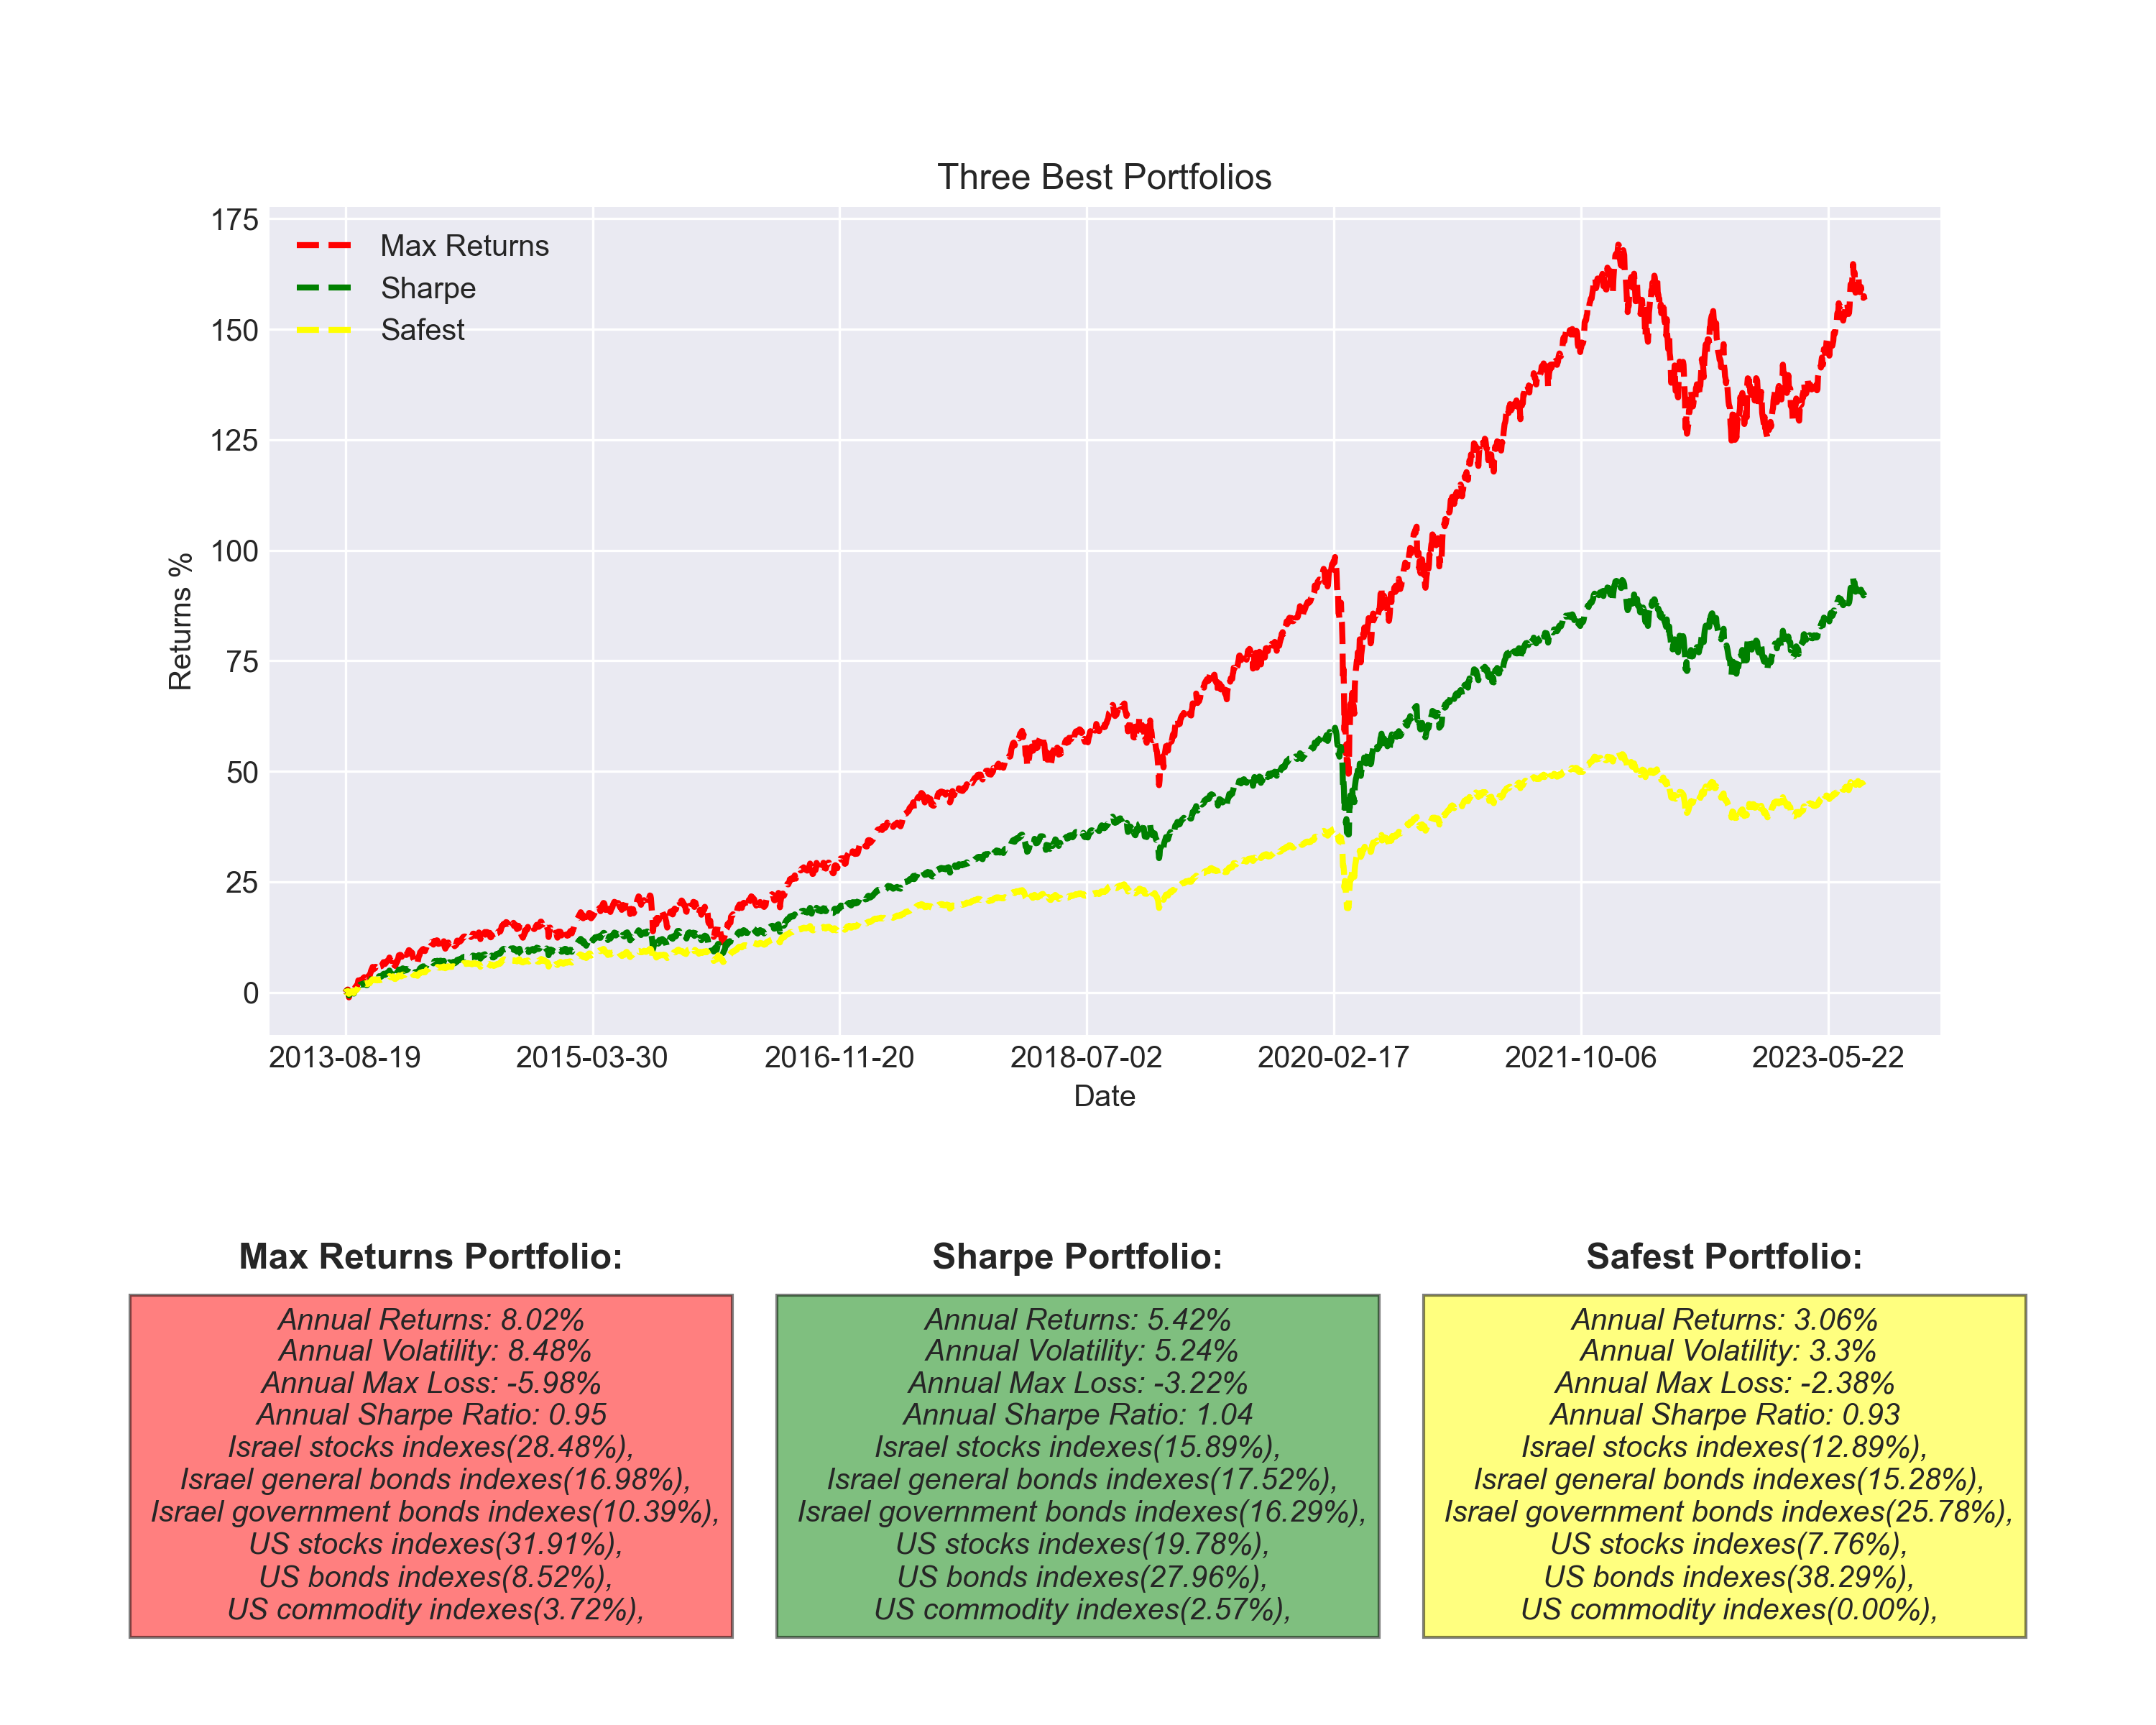 Three Best Portfolios
175
150
125
100
75
50
25
0
Returns %
Max Returns
Sharpe
Safest
2013-08-19
2015-03-30
2016-11-20
2018-07-02
2020-02-17
2021-10-06
2023-05-22
Date
Max Returns Portfolio:
Annual Returns: 8.02%
Annual Volatility: 8.48%
Annual Max Loss: -5.98%
Annual Sharpe Ratio: 0.95
Israel stocks indexes(28.48%),
Israel general bonds indexes(16.98%),
Israel government bonds indexes(10.39%),
US stocks indexes(31.91%),
US bonds indexes(8.52%),
US commodity indexes(3.72%),
Sharpe Portfolio:
Annual Returns: 5.42%
Annual Volatility: 5.24%
Annual Max Loss: -3.22%
Annual Sharpe Ratio: 1.04
Israel stocks indexes(15.89%),
Israel general bonds indexes(17.52%),
Israel government bonds indexes(16.29%),
US stocks indexes(19.78%),
US bonds indexes(27.96%),
US commodity indexes(2.57%),
Safest Portfolio:
Annual Returns: 3.06%
Annual Volatility: 3.3%
Annual Max Loss: -2.38%
Annual Sharpe Ratio: 0.93
Israel stocks indexes(12.89%),
Israel general bonds indexes(15.28%),
Israel government bonds indexes(25.78%),
US stocks indexes(7.76%),
US bonds indexes(38.29%),
US commodity indexes(0.00%),